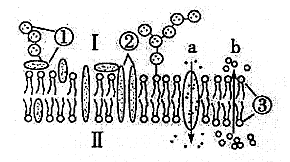 ① Ⅰ ② a b
③
Ⅱ